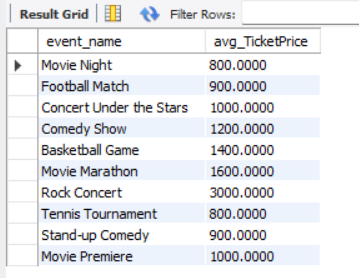 Result Grid Filter Rows:
event_name avg_TicketPrice
Movie Night 800.0000
Football Match 900.0000
Concert Under the Stars 1000.0000
Comedy Show 1200.0000
Basketball Game 1400.0000
Movie Marathon 1600.0000
Rock Concert 3000.0000
Tennis Tournament 800.0000
Stand-up Comedy 900.0000
Movie Premiere 1000.0000